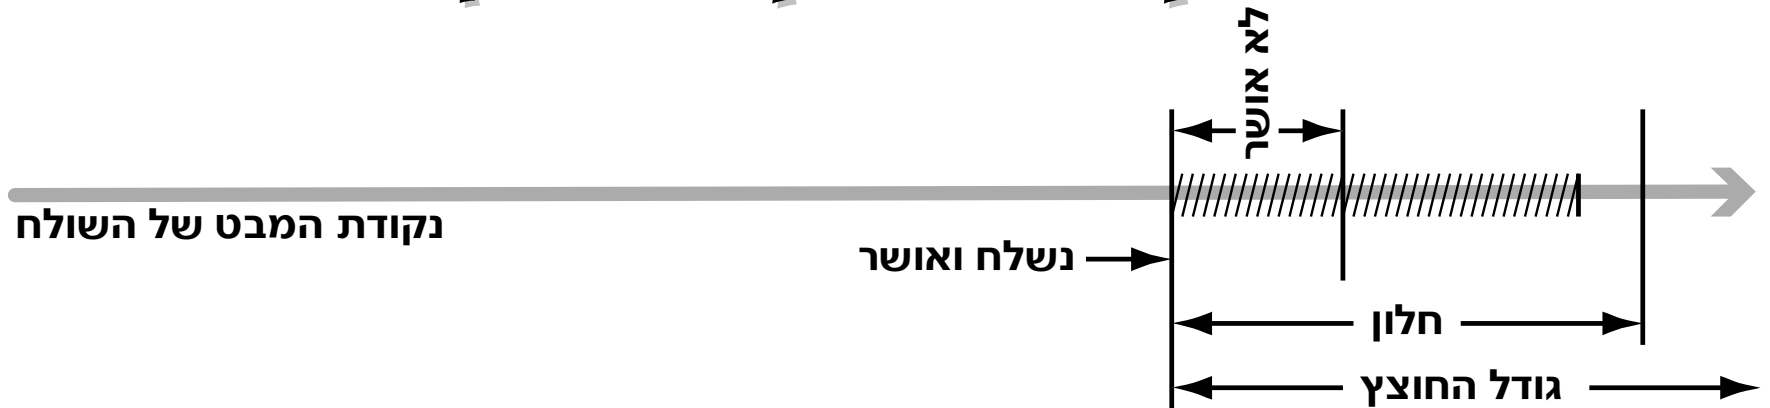 לא אושר
נקודת המבט של השולח
נשלח ואושר
חלון
גודל החוצץ